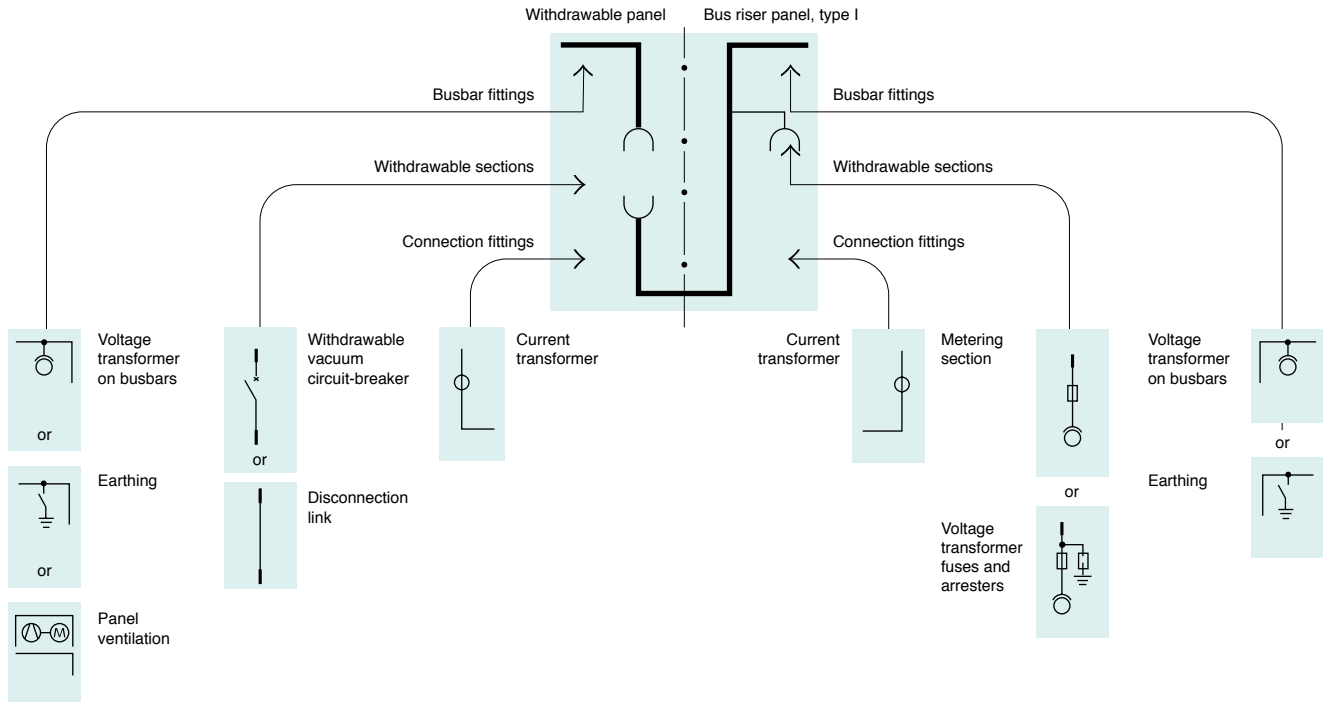 Withdrawable panel
Bus riser panel, type I
Busbar fittings
Busbar fittings
Withdrawable sections
Withdrawable sections
Connection fittings
Connection fittings
Voltage
transformer
on busbars
or
Earthing
or
Panel
ventilation
M
Withdrawable
vacuum
circuit-breaker
or
Disconnection
link
Current
transformer
Current
transformer
Metering
section
or
Voltage
transformer
fuses and
arresters
Voltage
transformer
on busbars
or
Earthing